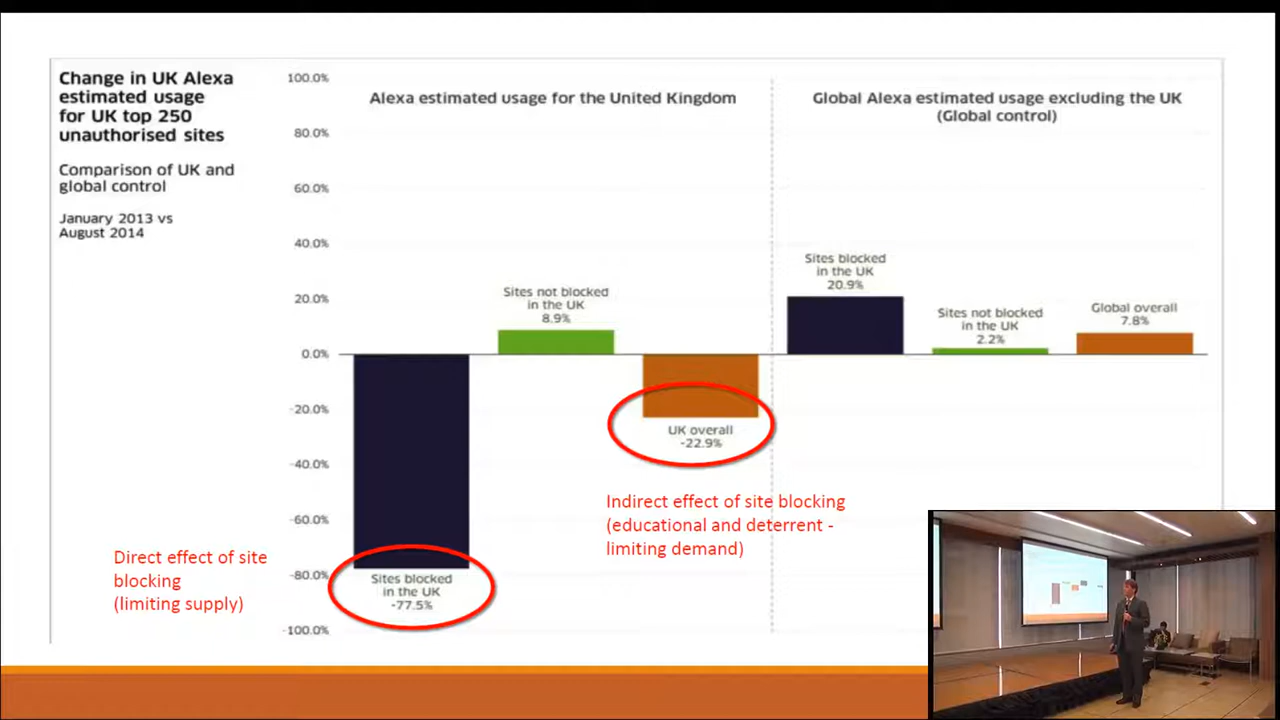 Change in UK Alexa
estimated usage
for UK top 250
unauthorised sites
Comparison of UK and
global control
January 2013 vs
August 2014
100.0%
80.0%
60.0%
40.0%
20.0%
0.0%
-20.0%
-40.0%
-60.0%
-80.0%
-100.0%
Alexa estimated usage for the United Kingdom
Sites not blocked
in the UK
8.9%
UK overall
-22.9%
Sites blocked
in the UK
-77.5%
Global Alexa estimated usage excluding the UK
(Global control)
Sites blocked
in the UK
20.9%
Sites not blocked
in the UK
2.2%
Global overall
7.8%
Indirect effect of site blocking
(educational and deterrent -
limiting demand)
Direct effect of site
blocking
(limiting supply)